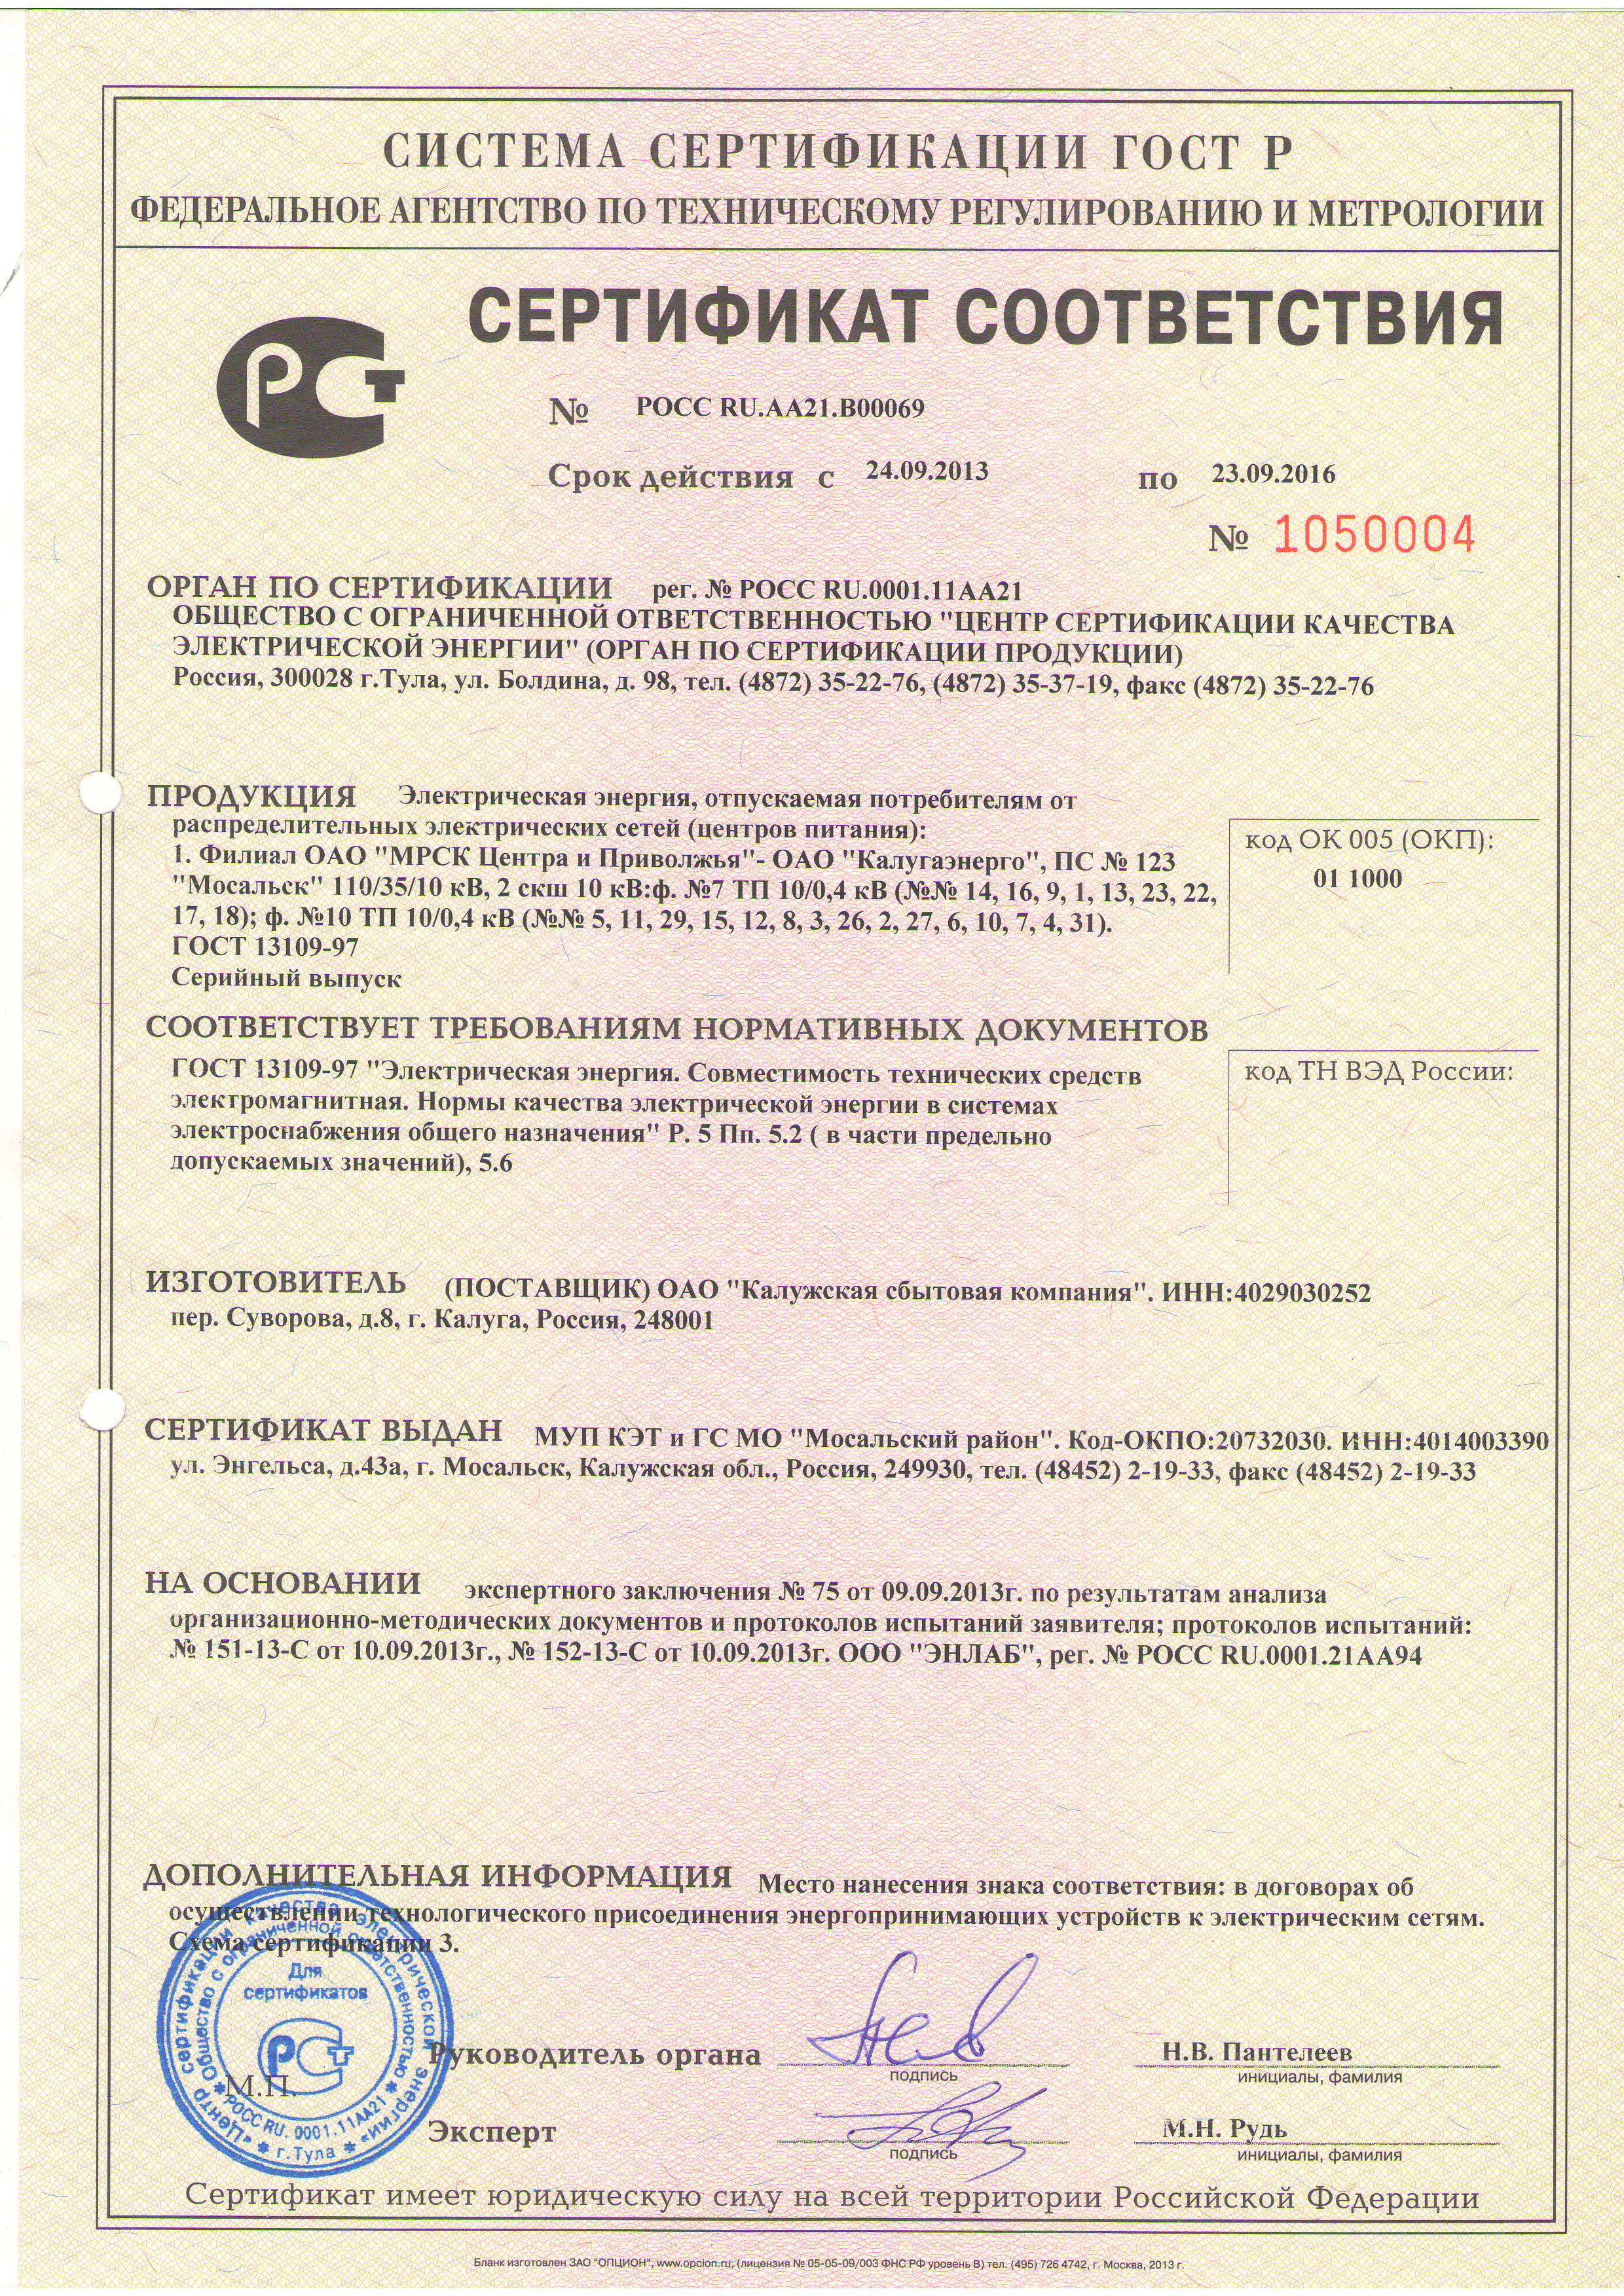 СИСТЕМА СЕРТИФИКАЦИИ ГОСТ Р
ФЕДЕРАЛЬНОЕ АГЕНТСТВО ПО ТЕХНИЧЕСКОМУ РЕГУЛИРОВАНИЮ И МЕТРОЛОГИИ
СЕРТИФИКАТ СООТВЕТСТВИЯ
№ РОСС RU.АА21.В00069
Срок действия с 24.09.2013 по 23.09.2016
№ 1050004
ОРГАН ПО СЕРТИФИКАЦИИ рег. № РОСС RU.0001.11АА21
ОБЩЕСТВО С ОГРАНИЧЕННОЙ ОТВЕТСТВЕННОСТЬЮ "ЦЕНТР СЕРТИФИКАЦИИ КАЧЕСТВА
ЭЛЕКТРИЧЕСКОЙ ЭНЕРГИИ" (ОРГАН ПО СЕРТИФИКАЦИИ ПРОДУКЦИИ)
Россия, 300028 г.Тула, ул. Болдина, д. 98, тел. (4872) 35-22-76, (4872) 35-37-19, факс (4872) 35-22-76
ПРОДУКЦИЯ Электрическая энергия, отпускаемая потребителям от
распределительных электрических сетей (центров питания):
1. Филиал ОАО "МРСК Центра и Приволжья"- ОАО "Калугаэнерго", ПС № 123
"Мосальск" 110/35/10 кВ, 2 скш 10 кВ:ф. №7 ТП 10/0,4 кВ (№№ 14, 16, 9, 1, 13, 23, 22,
17, 18); ф. №10 ТП 10/0,4 кВ (№№ 5, 11, 29, 15, 12, 8, 3, 26, 2, 27, 6, 10, 7, 4, 31).
ГОСТ 13109-97
Серийный выпуск
код ОК 005 (ОКП):
01 1000
СООТВЕТСТВУЕТ ТРЕБОВАНИЯМ НОРМАТИВНЫХ ДОКУМЕНТОВ
ГОСТ 13109-97 "Электрическая энергия. Совместимость технических средств
электромагнитная. Нормы качества электрической энергии в системах
электроснабжения общего назначения" Р. 5 Пп. 5.2 ( в части предельно
допускаемых значений), 5.6
код ТН ВЭД России:
ИЗГОТОВИТЕЛЬ (ПОСТАВЩИК) ОАО "Калужская сбытовая компания". ИНН:4029030252
пер. Суворова, д.8, г. Калуга, Россия, 248001
СЕРТИФИКАТ ВЫДАН МУП КЭТ и ГС МО "Мосальский район". Код-ОКПО:20732030. ИНН:4014003390
ул. Энгельса, д.43а, г. Мосальск, Калужская обл., Россия, 249930, тел. (48452) 2-19-33, факс (48452) 2-19-33
НА ОСНОВАНИИ экспертного заключения № 75 от 09.09.2013г. по результатам анализа
организационно-методических документов и протоколов испытаний заявителя; протоколов испытаний:
№ 151-13-С от 10.09.2013г., № 152-13-С от 10.09.2013г. ООО "ЭНЛАБ", рег. № РОСС RU.0001.21АА94
ДОПОЛНИТЕЛЬНАЯ ИНФОРМАЦИЯ Место нанесения знака соответствия: в договорах об
осуществлении технологического присоединения энергопринимающих устройств к электрическим сетям.
Схема сертификации 3.
«Центр сертификации качества электрической энергии» * г.Тула *
Общество с ограниченной ответственностью * РОСС RU. 0001.11АА21 *
Для
сертификатов
М.П.
Руководитель органа
подпись
Н.В. Пантелеев
инициалы, фамилия
Эксперт
подпись
М.Н. Рудь
инициалы, фамилия
Сертификат имеет юридическую силу на всей территории Российской Федерации
Бланк изготовлен ЗАО "ОПЦИОН", www.opcion.ru, (лицензия № 05-05-09/003 ФНС РФ уровень В) тел. (495) 726 4742, г. Москва, 2013 г.